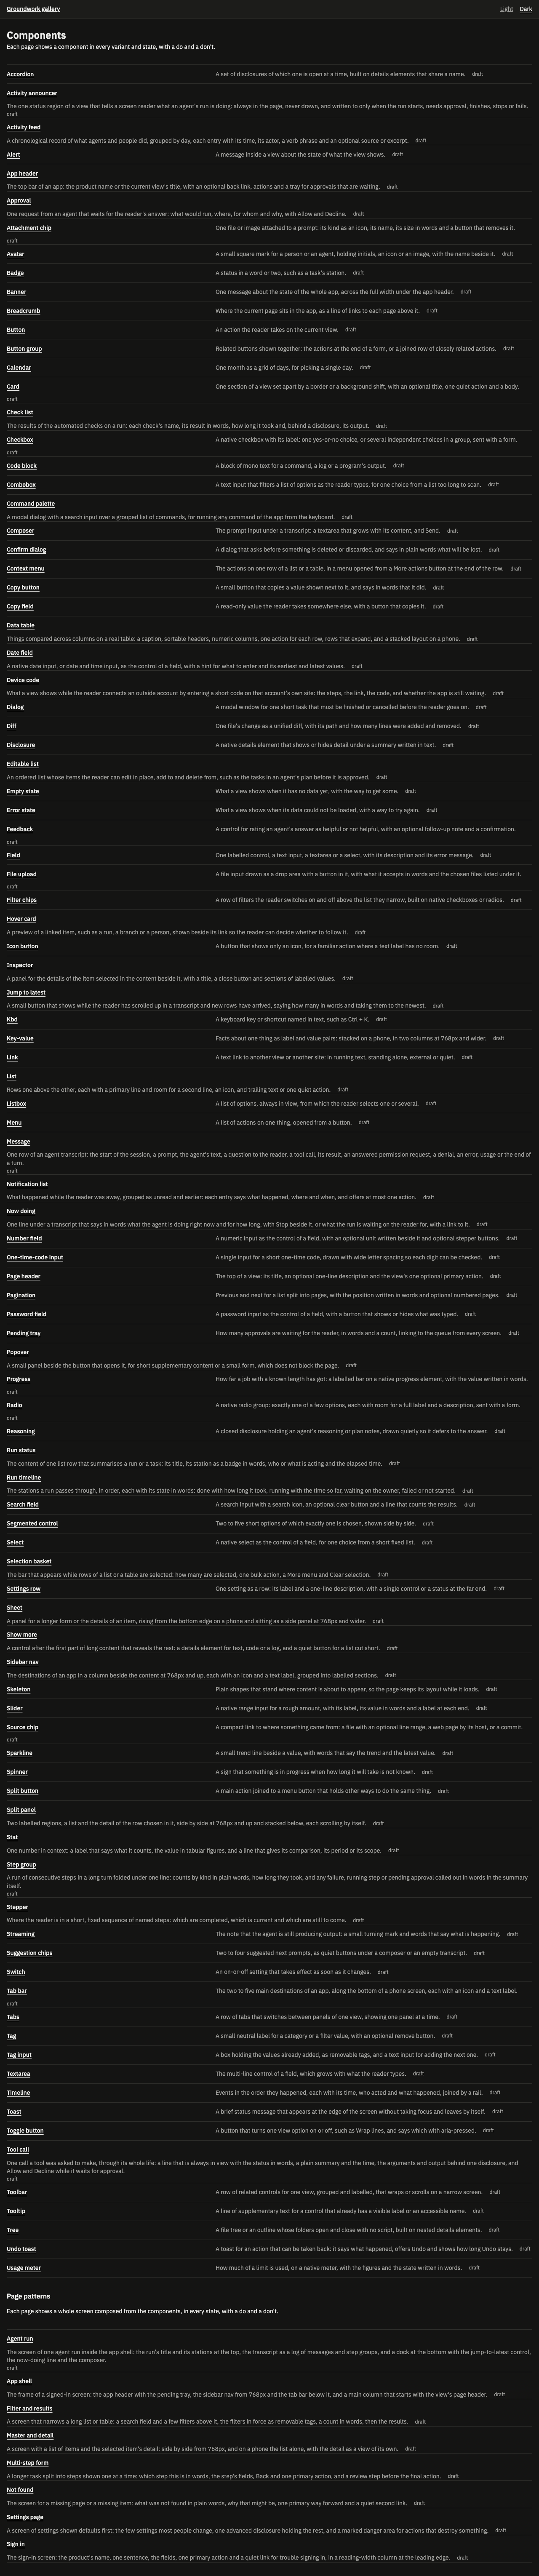 Groundwork gallery
Light Dark
Components
Each page shows a component in every variant and state, with a do and a don't.
Accordion A set of disclosures of which one is open at a time, built on details elements that share a name. draft
Activity announcer
The one status region of a view that tells a screen reader what an agent's run is doing: always in the page, never drawn, and written to only when the run starts, needs approval, finishes, stops or fails.
draft
Activity feed
A chronological record of what agents and people did, grouped by day, each entry with its time, its actor, a verb phrase and an optional source or excerpt. draft
Alert A message inside a view about the state of what the view shows. draft
App header
The top bar of an app: the product name or the current view's title, with an optional back link, actions and a tray for approvals that are waiting. draft
Approval
One request from an agent that waits for the reader's answer: what would run, where, for whom and why, with Allow and Decline. draft
Attachment chip One file or image attached to a prompt: its kind as an icon, its name, its size in words and a button that removes it.
draft
Avatar A small square mark for a person or an agent, holding initials, an icon or an image, with the name beside it. draft
Badge A status in a word or two, such as a task's station. draft
Banner One message about the state of the whole app, across the full width under the app header. draft
Breadcrumb Where the current page sits in the app, as a line of links to each page above it. draft
Button An action the reader takes on the current view. draft
Button group Related buttons shown together: the actions at the end of a form, or a joined row of closely related actions. draft
Calendar One month as a grid of days, for picking a single day. draft
Card One section of a view set apart by a border or a background shift, with an optional title, one quiet action and a body.
draft
Check list
The results of the automated checks on a run: each check's name, its result in words, how long it took and, behind a disclosure, its output. draft
Checkbox A native checkbox with its label: one yes-or-no choice, or several independent choices in a group, sent with a form.
draft
Code block A block of mono text for a command, a log or a program's output. draft
Combobox A text input that filters a list of options as the reader types, for one choice from a list too long to scan. draft
Command palette
A modal dialog with a search input over a grouped list of commands, for running any command of the app from the keyboard. draft
Composer The prompt input under a transcript: a textarea that grows with its content, and Send. draft
Confirm dialog A dialog that asks before something is deleted or discarded, and says in plain words what will be lost. draft
Context menu The actions on one row of a list or a table, in a menu opened from a More actions button at the end of the row. draft
Copy button A small button that copies a value shown next to it, and says in words that it did. draft
Copy field A read-only value the reader takes somewhere else, with a button that copies it. draft
Data table
Things compared across columns on a real table: a caption, sortable headers, numeric columns, one action for each row, rows that expand, and a stacked layout on a phone. draft
Date field
A native date input, or date and time input, as the control of a field, with a hint for what to enter and its earliest and latest values. draft
Device code
What a view shows while the reader connects an outside account by entering a short code on that account's own site: the steps, the link, the code, and whether the app is still waiting. draft
Dialog A modal window for one short task that must be finished or cancelled before the reader goes on. draft
Diff One file's change as a unified diff, with its path and how many lines were added and removed. draft
Disclosure A native details element that shows or hides detail under a summary written in text. draft
Editable list
An ordered list whose items the reader can edit in place, add to and delete from, such as the tasks in an agent's plan before it is approved. draft
Empty state What a view shows when it has no data yet, with the way to get some. draft
Error state What a view shows when its data could not be loaded, with a way to try again. draft
Feedback A control for rating an agent's answer as helpful or not helpful, with an optional follow-up note and a confirmation.
draft
Field One labelled control, a text input, a textarea or a select, with its description and its error message. draft
File upload A file input drawn as a drop area with a button in it, with what it accepts in words and the chosen files listed under it.
draft
Filter chips A row of filters the reader switches on and off above the list they narrow, built on native checkboxes or radios. draft
Hover card
A preview of a linked item, such as a run, a branch or a person, shown beside its link so the reader can decide whether to follow it. draft
Icon button A button that shows only an icon, for a familiar action where a text label has no room. draft
Inspector
A panel for the details of the item selected in the content beside it, with a title, a close button and sections of labelled values. draft
Jump to latest
A small button that shows while the reader has scrolled up in a transcript and new rows have arrived, saying how many in words and taking them to the newest. draft
Kbd A keyboard key or shortcut named in text, such as Ctrl + K. draft
Key-value Facts about one thing as label and value pairs: stacked on a phone, in two columns at 768px and wider. draft
Link A text link to another view or another site: in running text, standing alone, external or quiet. draft
List
Rows one above the other, each with a primary line and room for a second line, an icon, and trailing text or one quiet action. draft
Listbox A list of options, always in view, from which the reader selects one or several. draft
Menu A list of actions on one thing, opened from a button. draft
Message
One row of an agent transcript: the start of the session, a prompt, the agent's text, a question to the reader, a tool call, its result, an answered permission request, a denial, an error, usage or the end of
a turn.
draft
Notification list
What happened while the reader was away, grouped as unread and earlier: each entry says what happened, where and when, and offers at most one action. draft
Now doing
One line under a transcript that says in words what the agent is doing right now and for how long, with Stop beside it, or what the run is waiting on the reader for, with a link to it. draft
Number field A numeric input as the control of a field, with an optional unit written beside it and optional stepper buttons. draft
One-time-code input A single input for a short one-time code, drawn with wide letter spacing so each digit can be checked. draft
Page header The top of a view: its title, an optional one-line description and the view's one optional primary action. draft
Pagination Previous and next for a list split into pages, with the position written in words and optional numbered pages. draft
Password field A password input as the control of a field, with a button that shows or hides what was typed. draft
Pending tray How many approvals are waiting for the reader, in words and a count, linking to the queue from every screen. draft
Popover
A small panel beside the button that opens it, for short supplementary content or a small form, which does not block the page. draft
Progress How far a job with a known length has got: a labelled bar on a native progress element, with the value written in words.
draft
Radio A native radio group: exactly one of a few options, each with room for a full label and a description, sent with a form.
draft
Reasoning A closed disclosure holding an agent's reasoning or plan notes, drawn quietly so it defers to the answer. draft
Run status
The content of one list row that summarises a run or a task: its title, its station as a badge in words, who or what is acting and the elapsed time. draft
Run timeline
The stations a run passes through, in order, each with its state in words: done with how long it took, running with the time so far, waiting on the owner, failed or not started. draft
Search field A search input with a search icon, an optional clear button and a line that counts the results. draft
Segmented control Two to five short options of which exactly one is chosen, shown side by side. draft
Select A native select as the control of a field, for one choice from a short fixed list. draft
Selection basket
The bar that appears while rows of a list or a table are selected: how many are selected, one bulk action, a More menu and Clear selection. draft
Settings row One setting as a row: its label and a one-line description, with a single control or a status at the far end. draft
Sheet
A panel for a longer form or the details of an item, rising from the bottom edge on a phone and sitting as a side panel at 768px and wider. draft
Show more
A control after the first part of long content that reveals the rest: a details element for text, code or a log, and a quiet button for a list cut short. draft
Sidebar nav
The destinations of an app in a column beside the content at 768px and up, each with an icon and a text label, grouped into labelled sections. draft
Skeleton Plain shapes that stand where content is about to appear, so the page keeps its layout while it loads. draft
Slider A native range input for a rough amount, with its label, its value in words and a label at each end. draft
Source chip A compact link to where something came from: a file with an optional line range, a web page by its host, or a commit.
draft
Sparkline A small trend line beside a value, with words that say the trend and the latest value. draft
Spinner A sign that something is in progress when how long it will take is not known. draft
Split button A main action joined to a menu button that holds other ways to do the same thing. draft
Split panel
Two labelled regions, a list and the detail of the row chosen in it, side by side at 768px and up and stacked below, each scrolling by itself. draft
Stat
One number in context: a label that says what it counts, the value in tabular figures, and a line that gives its comparison, its period or its scope. draft
Step group
A run of consecutive steps in a long turn folded under one line: counts by kind in plain words, how long they took, and any failure, running step or pending approval called out in words in the summary
itself.
draft
Stepper
Where the reader is in a short, fixed sequence of named steps: which are completed, which is current and which are still to come. draft
Streaming The note that the agent is still producing output: a small turning mark and words that say what is happening. draft
Suggestion chips Two to four suggested next prompts, as quiet buttons under a composer or an empty transcript. draft
Switch An on-or-off setting that takes effect as soon as it changes. draft
Tab bar The two to five main destinations of an app, along the bottom of a phone screen, each with an icon and a text label.
draft
Tabs A row of tabs that switches between panels of one view, showing one panel at a time. draft
Tag A small neutral label for a category or a filter value, with an optional remove button. draft
Tag input A box holding the values already added, as removable tags, and a text input for adding the next one. draft
Textarea The multi-line control of a field, which grows with what the reader types. draft
Timeline Events in the order they happened, each with its time, who acted and what happened, joined by a rail. draft
Toast A brief status message that appears at the edge of the screen without taking focus and leaves by itself. draft
Toggle button A button that turns one view option on or off, such as Wrap lines, and says which with aria-pressed. draft
Tool call
One call a tool was asked to make, through its whole life: a line that is always in view with its status in words, a plain summary and the time, the arguments and output behind one disclosure, and
Allow and Decline while it waits for approval.
draft
Toolbar A row of related controls for one view, grouped and labelled, that wraps or scrolls on a narrow screen. draft
Tooltip A line of supplementary text for a control that already has a visible label or an accessible name. draft
Tree A file tree or an outline whose folders open and close with no script, built on nested details elements. draft
Undo toast A toast for an action that can be taken back: it says what happened, offers Undo and shows how long Undo stays. draft
Usage meter How much of a limit is used, on a native meter, with the figures and the state written in words. draft
Page patterns
Each page shows a whole screen composed from the components, in every state, with a do and a don't.
Agent run
The screen of one agent run inside the app shell: the run's title and its stations at the top, the transcript as a log of messages and step groups, and a dock at the bottom with the jump-to-latest control,
the now-doing line and the composer.
draft
App shell
The frame of a signed-in screen: the app header with the pending tray, the sidebar nav from 768px and the tab bar below it, and a main column that starts with the view's page header. draft
Filter and results
A screen that narrows a long list or table: a search field and a few filters above it, the filters in force as removable tags, a count in words, then the results. draft
Master and detail
A screen with a list of items and the selected item's detail: side by side from 768px, and on a phone the list alone, with the detail as a view of its own. draft
Multi-step form
A longer task split into steps shown one at a time: which step this is in words, the step's fields, Back and one primary action, and a review step before the final action. draft
Not found
The screen for a missing page or a missing item: what was not found in plain words, why that might be, one primary way forward and a quiet second link. draft
Settings page
A screen of settings shown defaults first: the few settings most people change, one advanced disclosure holding the rest, and a marked danger area for actions that destroy something. draft
Sign in
The sign-in screen: the product's name, one sentence, the fields, one primary action and a quiet link for trouble signing in, in a reading-width column at the leading edge. draft